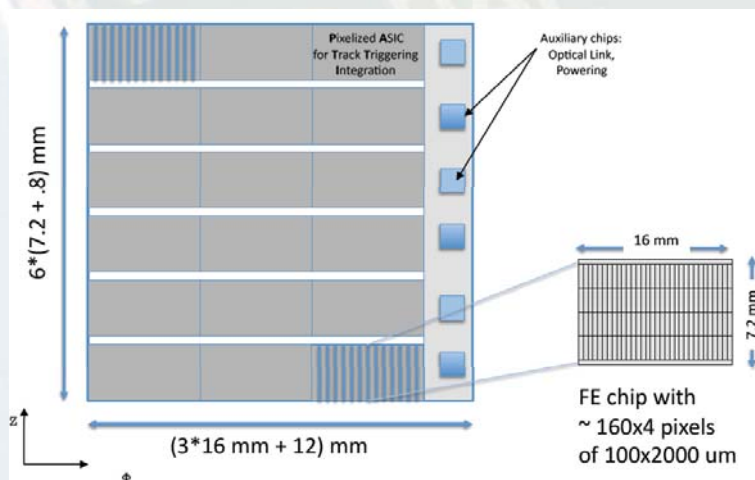 Pixelized ASIC
for Track Triggering
Integration
Auxiliary chips:
Optical Link,
Powering
6*(7.2 + .8) mm
16 mm
7.2 mm
FE chip with
~ 160x4 pixels
of 100x2000 um
z
(3*16 mm + 12) mm
Φ